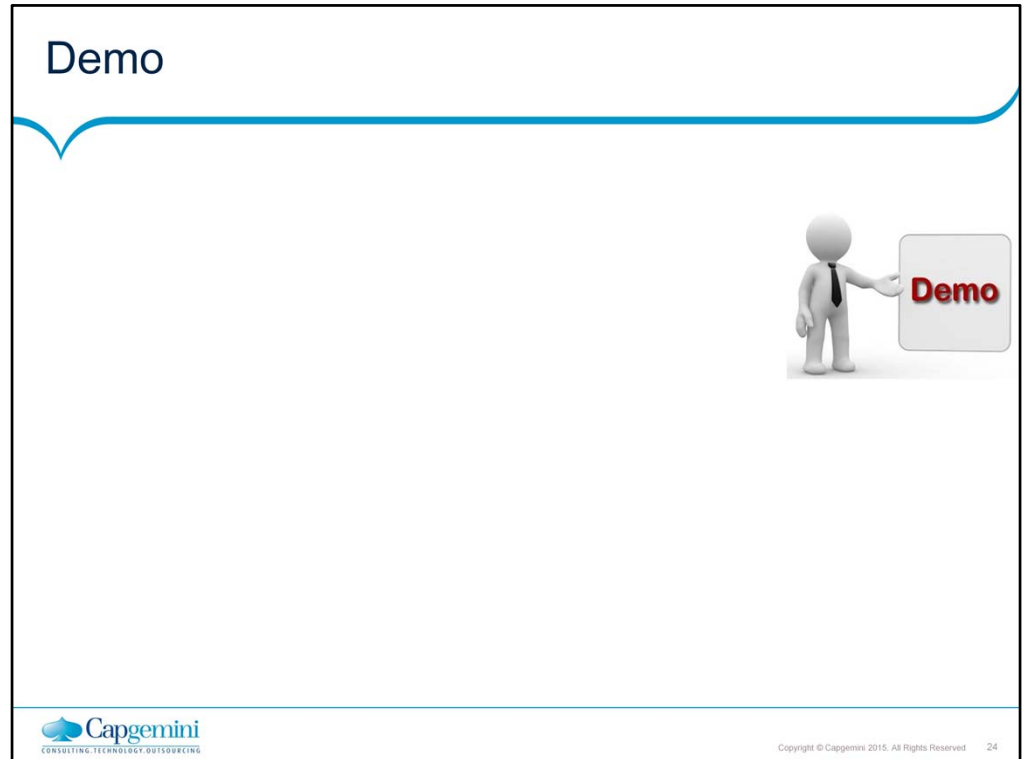 Demo
Demo
Capgemini
CONSULTING.TECHNOLOGY.OUTSOURCING
Copyright © Capgemini 2015. All Rights Reserved 24